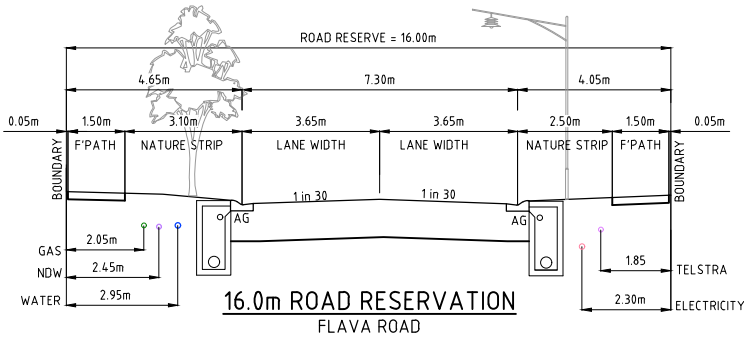 ROAD RESERVE = 16.00m
4.65m 7.30m 4.05m
0.05m 1.50m 3.10m 3.65m 3.65m 2.50m 1.50m 0.05m
BOUNDARY F'PATH NATURE STRIP LANE WIDTH LANE WIDTH NATURE STRIP F'PATH BOUNDARY
1 in 30 1 in 30
AG AG
GAS 2.05m
NDW 2.45m 1.85 TELSTRA
WATER 2.95m 2.30m ELECTRICITY
16.0m ROAD RESERVATION
FLAVA ROAD